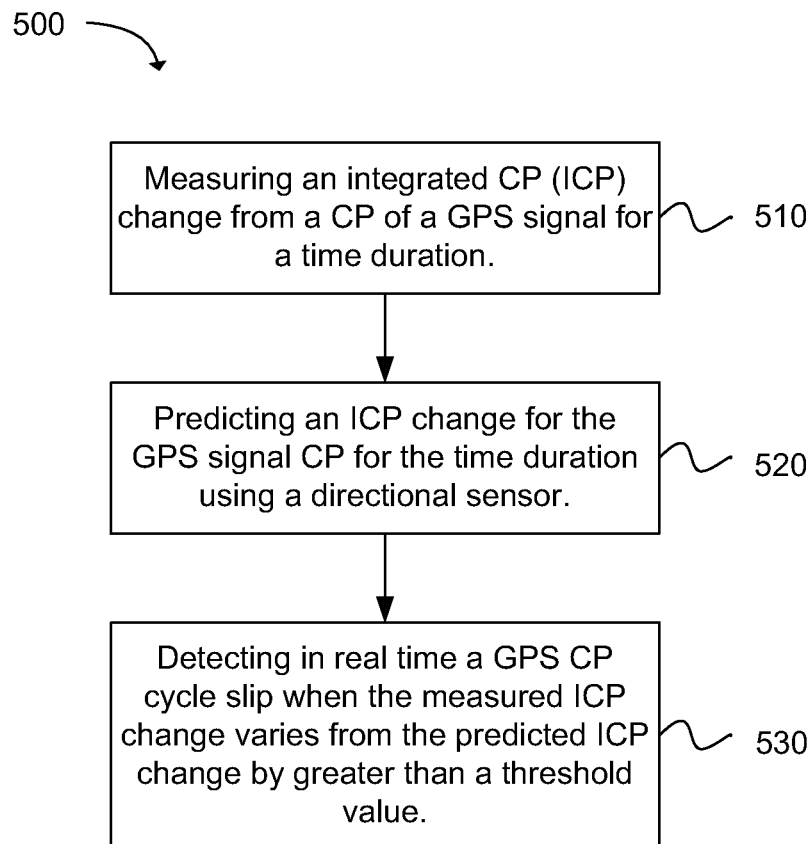 500
Measuring an integrated CP (ICP)
change from a CP of a GPS signal for
a time duration.
510
Predicting an ICP change for the
GPS signal CP for the time duration
using a directional sensor.
520
Detecting in real time a GPS CP
cycle slip when the measured ICP
change varies from the predicted ICP
change by greater than a threshold
value.
530